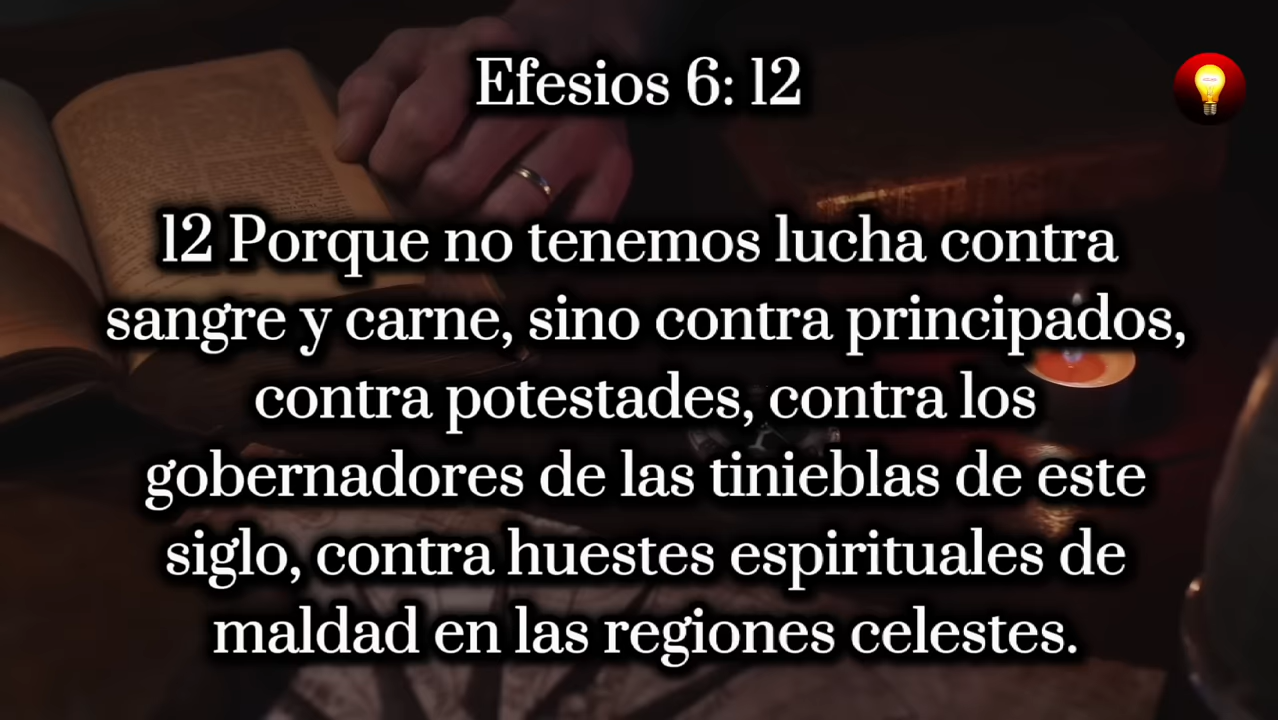 Efesios 6: 12
12 Porque no tenemos lucha contra
sangre y carne, sino contra principados,
contra potestades, contra los
gobernadores de las tinieblas de este
siglo, contra huestes espirituales de
maldad en las regiones celestes.